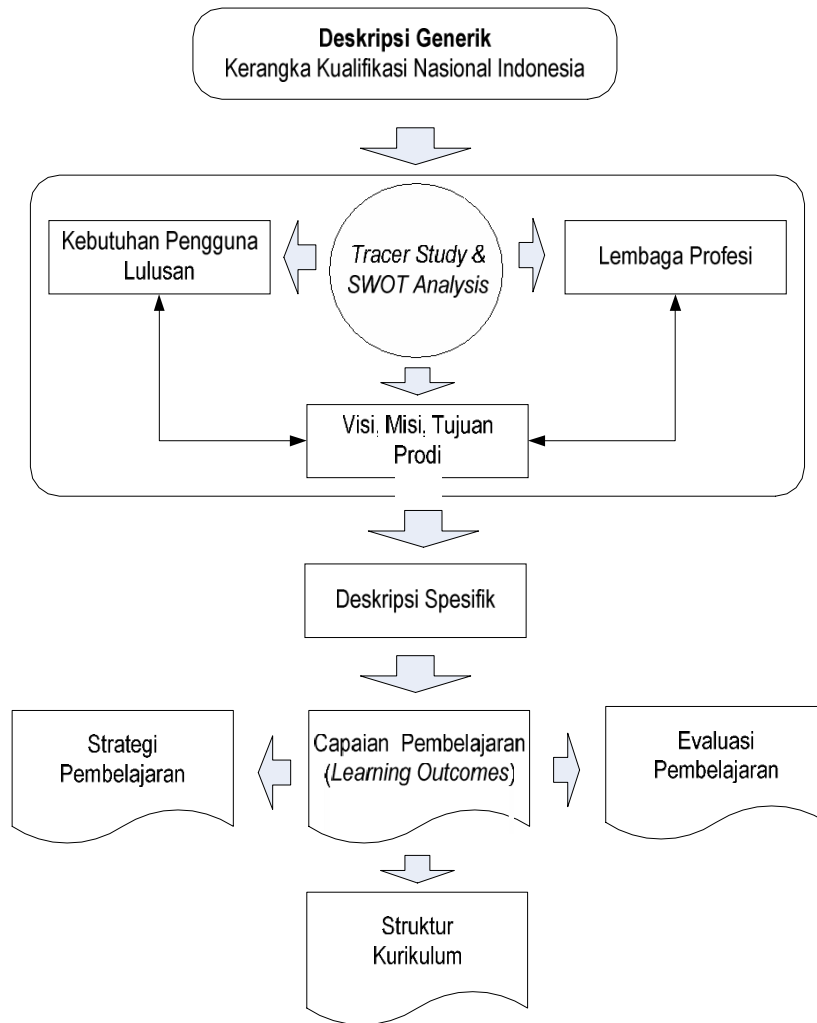 Deskripsi Generik
Kerangka Kualifikasi Nasional Indonesia
Kebutuhan Pengguna
Lulusan
Tracer Study &
SWOT Analysis
Lembaga Profesi
Visi, Misi, Tujuan
Prodi
Deskripsi Spesifik
Strategi
Pembelajaran
Capaian Pembelajaran
(Learning Outcomes)
Evaluasi
Pembelajaran
Struktur
Kurikulum